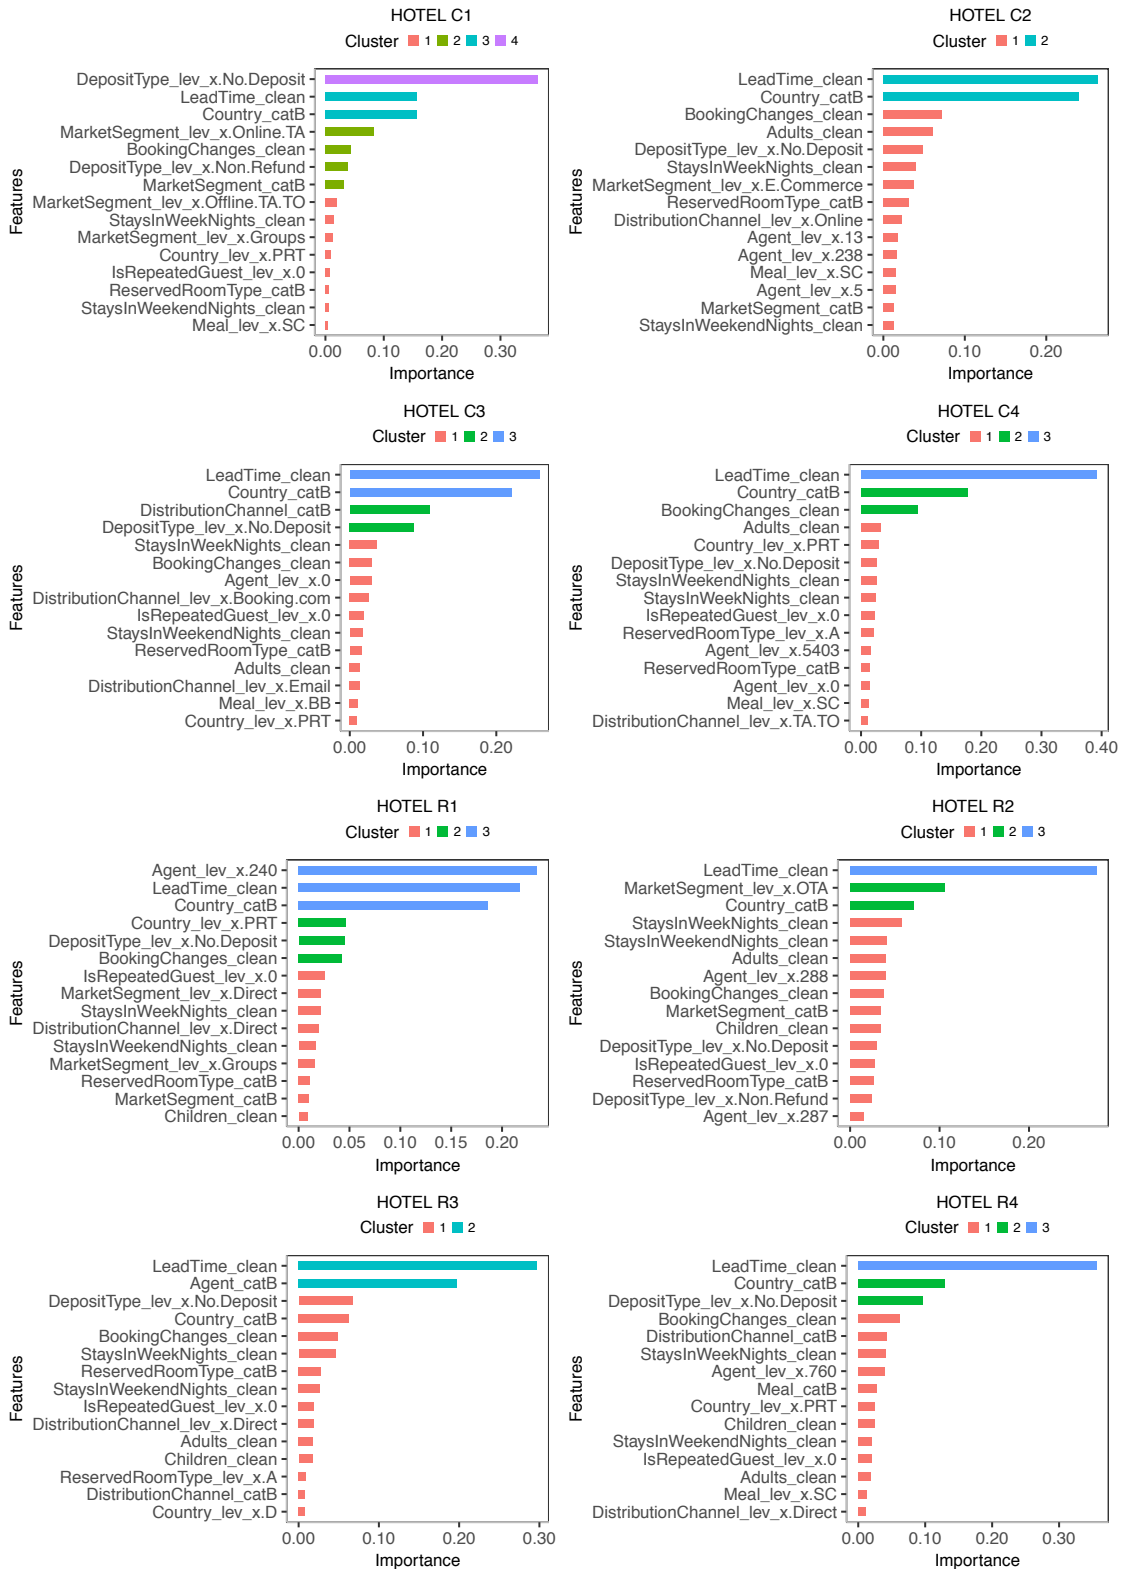 HOTEL C1
Cluster 1 2 3 4
DepositType_lev_x.No.Deposit
LeadTime_clean
Country_catB
MarketSegment_lev_x.Online.TA
BookingChanges_clean
DepositType_lev_x.Non.Refund
MarketSegment_catB
MarketSegment_lev_x.Offline.TA.TO
StaysInWeekNights_clean
MarketSegment_lev_x.Groups
Country_lev_x.PRT
IsRepeatedGuest_lev_x.0
ReservedRoomType_catB
StaysInWeekendNights_clean
Meal_lev_x.SC
Features
0.00 0.10 0.20 0.30
Importance
HOTEL C2
Cluster 1 2
LeadTime_clean
Country_catB
BookingChanges_clean
Adults_clean
DepositType_lev_x.No.Deposit
StaysInWeekNights_clean
MarketSegment_lev_x.E.Commerce
ReservedRoomType_catB
DistributionChannel_lev_x.Online
Agent_lev_x.13
Agent_lev_x.238
Meal_lev_x.SC
Agent_lev_x.5
MarketSegment_catB
StaysInWeekendNights_clean
Features
0.00 0.10 0.20
Importance
HOTEL C3
Cluster 1 2 3
LeadTime_clean
Country_catB
DistributionChannel_catB
DepositType_lev_x.No.Deposit
StaysInWeekNights_clean
BookingChanges_clean
Agent_lev_x.0
DistributionChannel_lev_x.Booking.com
IsRepeatedGuest_lev_x.0
StaysInWeekendNights_clean
ReservedRoomType_catB
Adults_clean
DistributionChannel_lev_x.Email
Meal_lev_x.BB
Country_lev_x.PRT
Features
0.00 0.10 0.20
Importance
HOTEL C4
Cluster 1 2 3
LeadTime_clean
Country_catB
BookingChanges_clean
Adults_clean
Country_lev_x.PRT
DepositType_lev_x.No.Deposit
StaysInWeekendNights_clean
StaysInWeekNights_clean
IsRepeatedGuest_lev_x.0
ReservedRoomType_lev_x.A
Agent_lev_x.5403
ReservedRoomType_catB
Agent_lev_x.0
Meal_lev_x.SC
DistributionChannel_lev_x.TA.TO
Features
0.00 0.10 0.20 0.30 0.40
Importance
HOTEL R1
Cluster 1 2 3
Agent_lev_x.240
LeadTime_clean
Country_catB
Country_lev_x.PRT
DepositType_lev_x.No.Deposit
BookingChanges_clean
IsRepeatedGuest_lev_x.0
MarketSegment_lev_x.Direct
StaysInWeekNights_clean
DistributionChannel_lev_x.Direct
StaysInWeekendNights_clean
MarketSegment_lev_x.Groups
ReservedRoomType_catB
MarketSegment_catB
Children_clean
Features
0.00 0.05 0.10 0.15 0.20
Importance
HOTEL R2
Cluster 1 2 3
LeadTime_clean
MarketSegment_lev_x.OTA
Country_catB
StaysInWeekNights_clean
StaysInWeekendNights_clean
Adults_clean
Agent_lev_x.288
BookingChanges_clean
MarketSegment_catB
Children_clean
DepositType_lev_x.No.Deposit
IsRepeatedGuest_lev_x.0
ReservedRoomType_catB
DepositType_lev_x.Non.Refund
Agent_lev_x.287
Features
0.00 0.10 0.20
Importance
HOTEL R3
Cluster 1 2
LeadTime_clean
Agent_catB
DepositType_lev_x.No.Deposit
Country_catB
BookingChanges_clean
StaysInWeekNights_clean
ReservedRoomType_catB
StaysInWeekendNights_clean
IsRepeatedGuest_lev_x.0
DistributionChannel_lev_x.Direct
Adults_clean
Children_clean
ReservedRoomType_lev_x.A
DistributionChannel_catB
Country_lev_x.D
Features
0.00 0.10 0.20 0.30
Importance
HOTEL R4
Cluster 1 2 3
LeadTime_clean
Country_catB
DepositType_lev_x.No.Deposit
BookingChanges_clean
DistributionChannel_catB
StaysInWeekNights_clean
Agent_lev_x.760
Meal_catB
Country_lev_x.PRT
Children_clean
StaysInWeekendNights_clean
IsRepeatedGuest_lev_x.0
Adults_clean
Meal_lev_x.SC
DistributionChannel_lev_x.Direct
Features
0.00 0.10 0.20 0.30
Importance